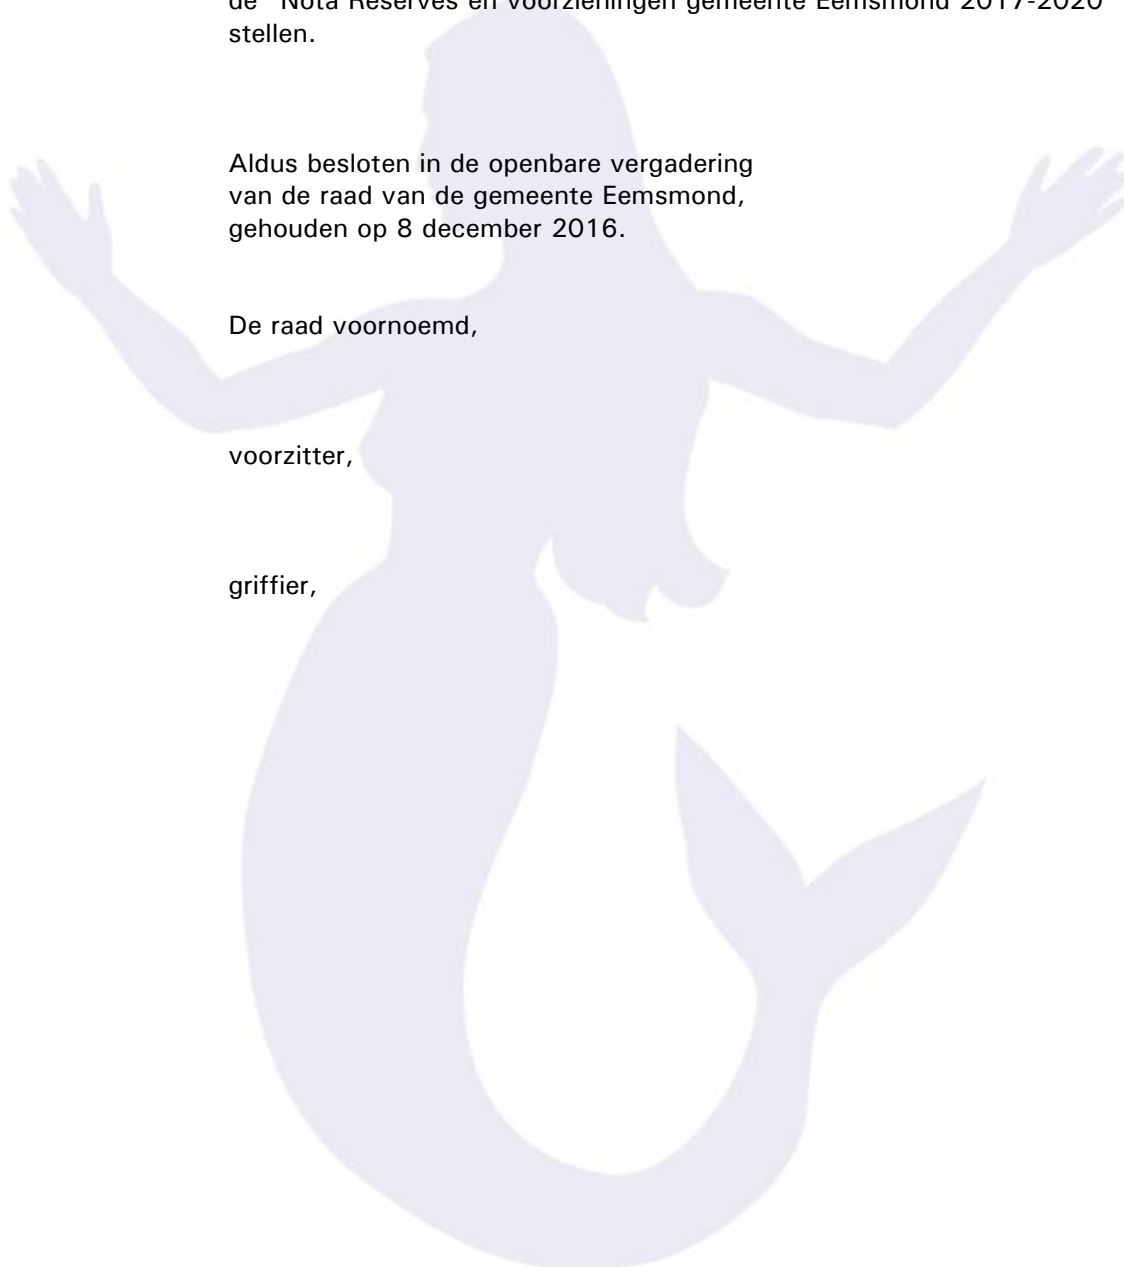 de "Nota Reserves en voorzieningen gemeente Eemsmond 2017-2020"
stellen.
Aldus besloten in de openbare vergadering
van de raad van de gemeente Eemsmond,
gehouden op 8 december 2016.
De raad voornoemd,
voorzitter,
griffier,